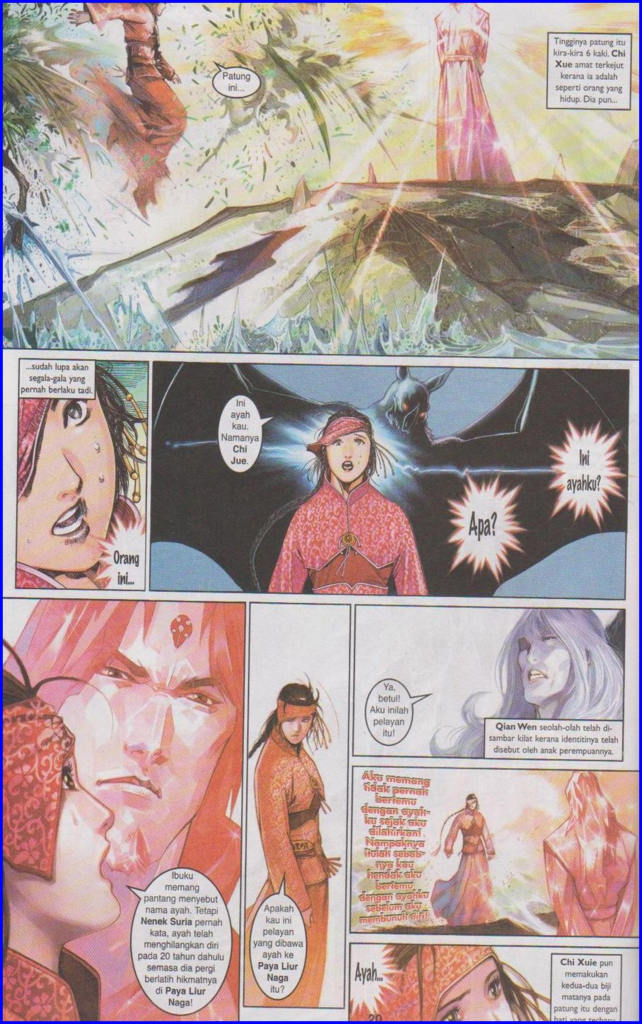 Patung
ini...
Tingginya patung itu
kira-kira 6 kaki. Chi
Xue amat terkejut
kerana ia adalah
seperti orang yang
hidup. Dia pun...
...sudah lupa akan
segala-gala yang
pernah berlaku tadi.
Orang
ini...
Ini
ayah
kau.
Namanya
Chi
Jue.
Apa?
Ini
ayahku?
Ibuku
memang
pantang menyebut
nama ayah. Tetapi
Nenek Suria pernah
kata, ayah telah
menghilangkan diri
pada 20 tahun dahulu
semasa dia pergi
berlatih hikmatnya
di Paya Liur
Naga!
Apakah
kau ini
pelayan
yang dibawa
ayah ke
Paya Liur
Naga
itu?
Ya,
betul!
Aku inilah
pelayan
itu!
Qian Wen seolah-olah telah di-
sambar kilat kerana identitinya telah
disebut oleh anak perempuannya.
Aku memang
tidak pernah
bertemu
dengan ayah-
ku sejak aku
dilahirkan!
Nampaknya
itulah sebab-
nya kau
hendak aku
bertemu
dengan ayahku
sebelum aku
membunuh diri!
Ayah...
Chi Xuie pun
memakukan
kedua-dua biji
matanya pada
patung itu dengan
20